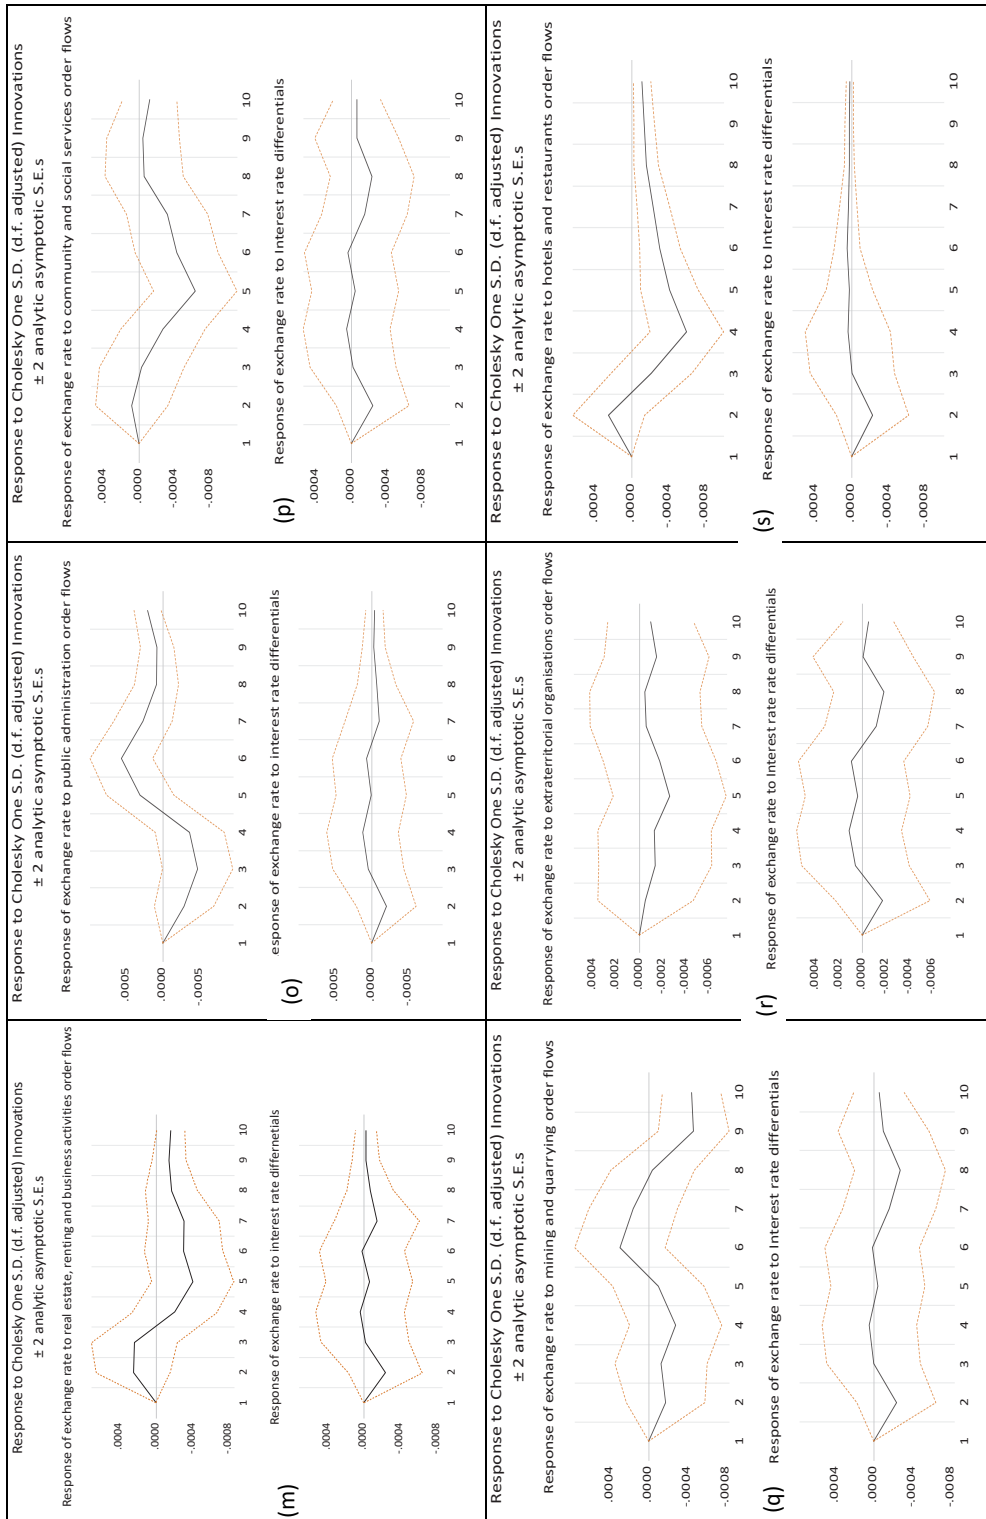 Response to Cholesky One S.D. (d.f. adjusted) Innovations
± 2 analytic asymptotic S.E.s
Response of exchange rate to real estate, renting and business activities order flows
.0004
.0000
-.0004
-.0008
1 2 3 4 5 6 7 8 9 10
(m)
Response of exchange rate to interest rate differnetials
.0004
.0000
-.0004
-.0008
1 2 3 4 5 6 7 8 9 10
Response to Cholesky One S.D. (d.f. adjusted) Innovations
± 2 analytic asymptotic S.E.s
Response of exchange rate to public administration order flows
.0005
.0000
-.0005
1 2 3 4 5 6 7 8 9 10
(o)
esponse of exchange rate to interest rate differentials
.0005
.0000
-.0005
1 2 3 4 5 6 7 8 9 10
Response to Cholesky One S.D. (d.f. adjusted) Innovations
± 2 analytic asymptotic S.E.s
Response of exchange rate to community and social services order flows
.0004
.0000
-.0004
-.0008
1 2 3 4 5 6 7 8 9 10
(p)
Response of exchange rate to Interest rate differentials
.0004
.0000
-.0004
-.0008
1 2 3 4 5 6 7 8 9 10
Response to Cholesky One S.D. (d.f. adjusted) Innovations
± 2 analytic asymptotic S.E.s
Response of exchange rate to mining and quarrying order flows
.0004
.0000
-.0004
-.0008
1 2 3 4 5 6 7 8 9 10
(q)
Response of exchange rate to Interest rate differentials
.0004
.0000
-.0004
-.0008
1 2 3 4 5 6 7 8 9 10
Response to Cholesky One S.D. (d.f. adjusted) Innovations
± 2 analytic asymptotic S.E.s
Response of exchange rate to extraterritorial organisations order flows
.0004
.0002
.0000
-.0002
-.0004
-.0006
1 2 3 4 5 6 7 8 9 10
(r)
Response of exchange rate to Interest rate rate differentials
.0004
.0002
.0000
-.0002
-.0004
-.0006
1 2 3 4 5 6 7 8 9 10
Response to Cholesky One S.D. (d.f. adjusted) Innovations
± 2 analytic asymptotic S.E.s
Response of exchange rate to hotels and restaurants order flows
.0004
.0000
-.0004
-.0008
1 2 3 4 5 6 7 8 9 10
(s)
Response of exchange rate to Interest rate differentials
.0004
.0000
-.0004
-.0008
1 2 3 4 5 6 7 8 9 10